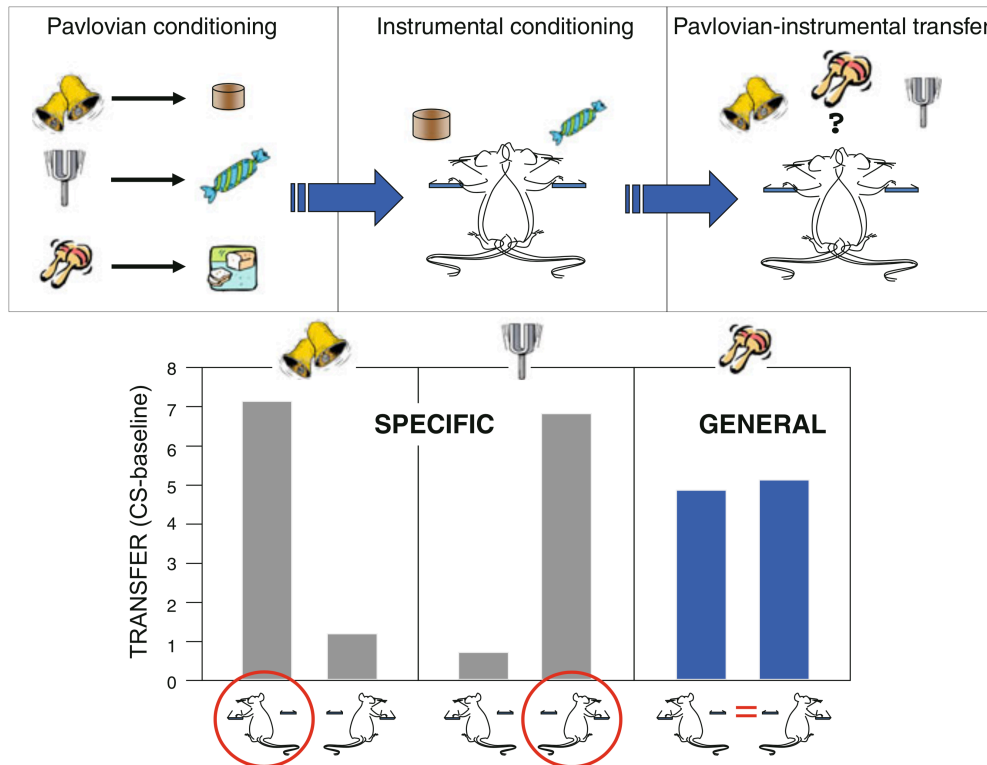 Pavlovian conditioning
Instrumental conditioning
Pavlovian-instrumental transfer
?
8
7
6
5
4
3
2
1
0
TRANSFER (CS-baseline)
SPECIFIC
GENERAL
=